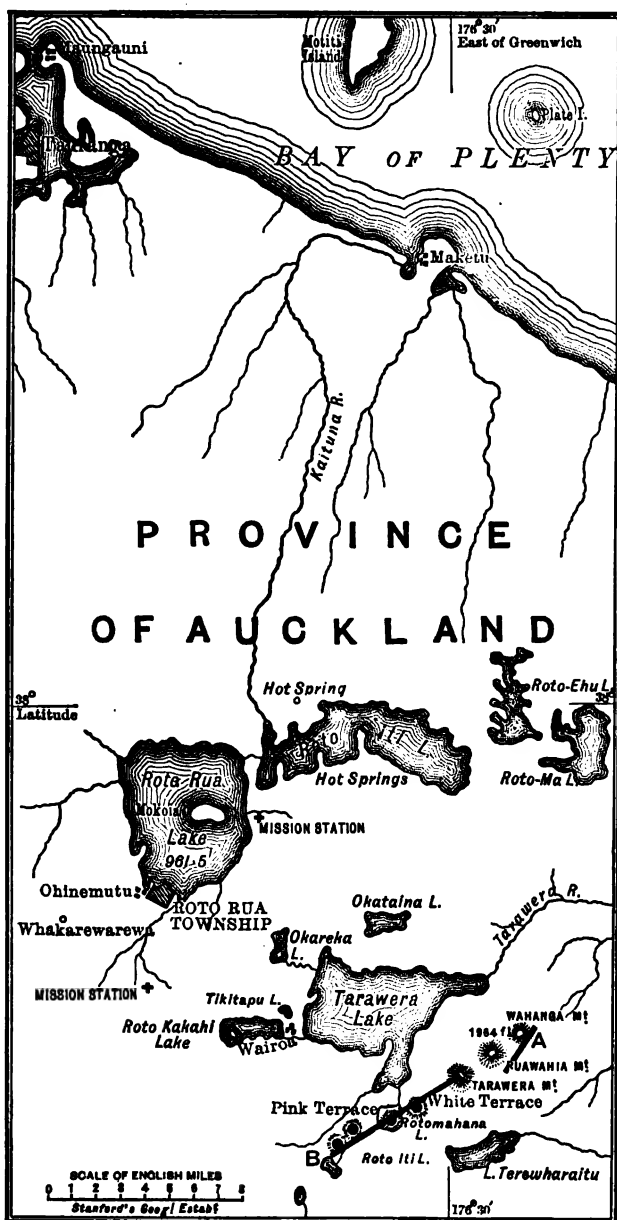 Maungauni
Motiti
Island
176° 30'
East of Greenwich
Plate I.
BAY OF PLENTY
Maketu
Kaituna R.
PROVINCE
OF AUCKLAND
38°
Latitude
Hot Spring
Roto-Ehu L.
38°
Roto Iti L.
Hot Springs
Roto-Ma L.
Rota Rua
Mokoia
Lake
961.5
MISSION STATION
Ohinemutu
ROTO RUA
TOWNSHIP
Whakarewarewa
Okataina L.
Okareka
L.
Tarawera R.
MISSION STATION
Tikitapu L.
Roto Kakahi
Lake
Wairoa
Tarawera
Lake
WAHANGA Mt.
1964 ft
A
RUAWAHIA Mt.
TARAWERA Mt.
Pink Terrace
White Terrace
Rotomahana
L.
B
Roto Iti L.
L. Terewharaitu
SCALE OF ENGLISH MILES
0 1 2 3 4 5 6 7 8
Stanford's Geogl Estabt
176° 30'